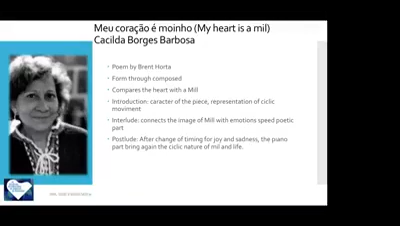 Meu coração é moinho (My heart is a mil)
Cacilda Borges Barbosa
Poem by Brent Horta
Form through composed
Compares the heart with a Mill
Introduction: caracter of the piece, representation of ciclic
moviment
Interlude: connects the image of Mill with emotions speed poetic
part
Postlude: After change of timing for joy and sadness, the piano
part bring again the ciclic nature of mil and life.